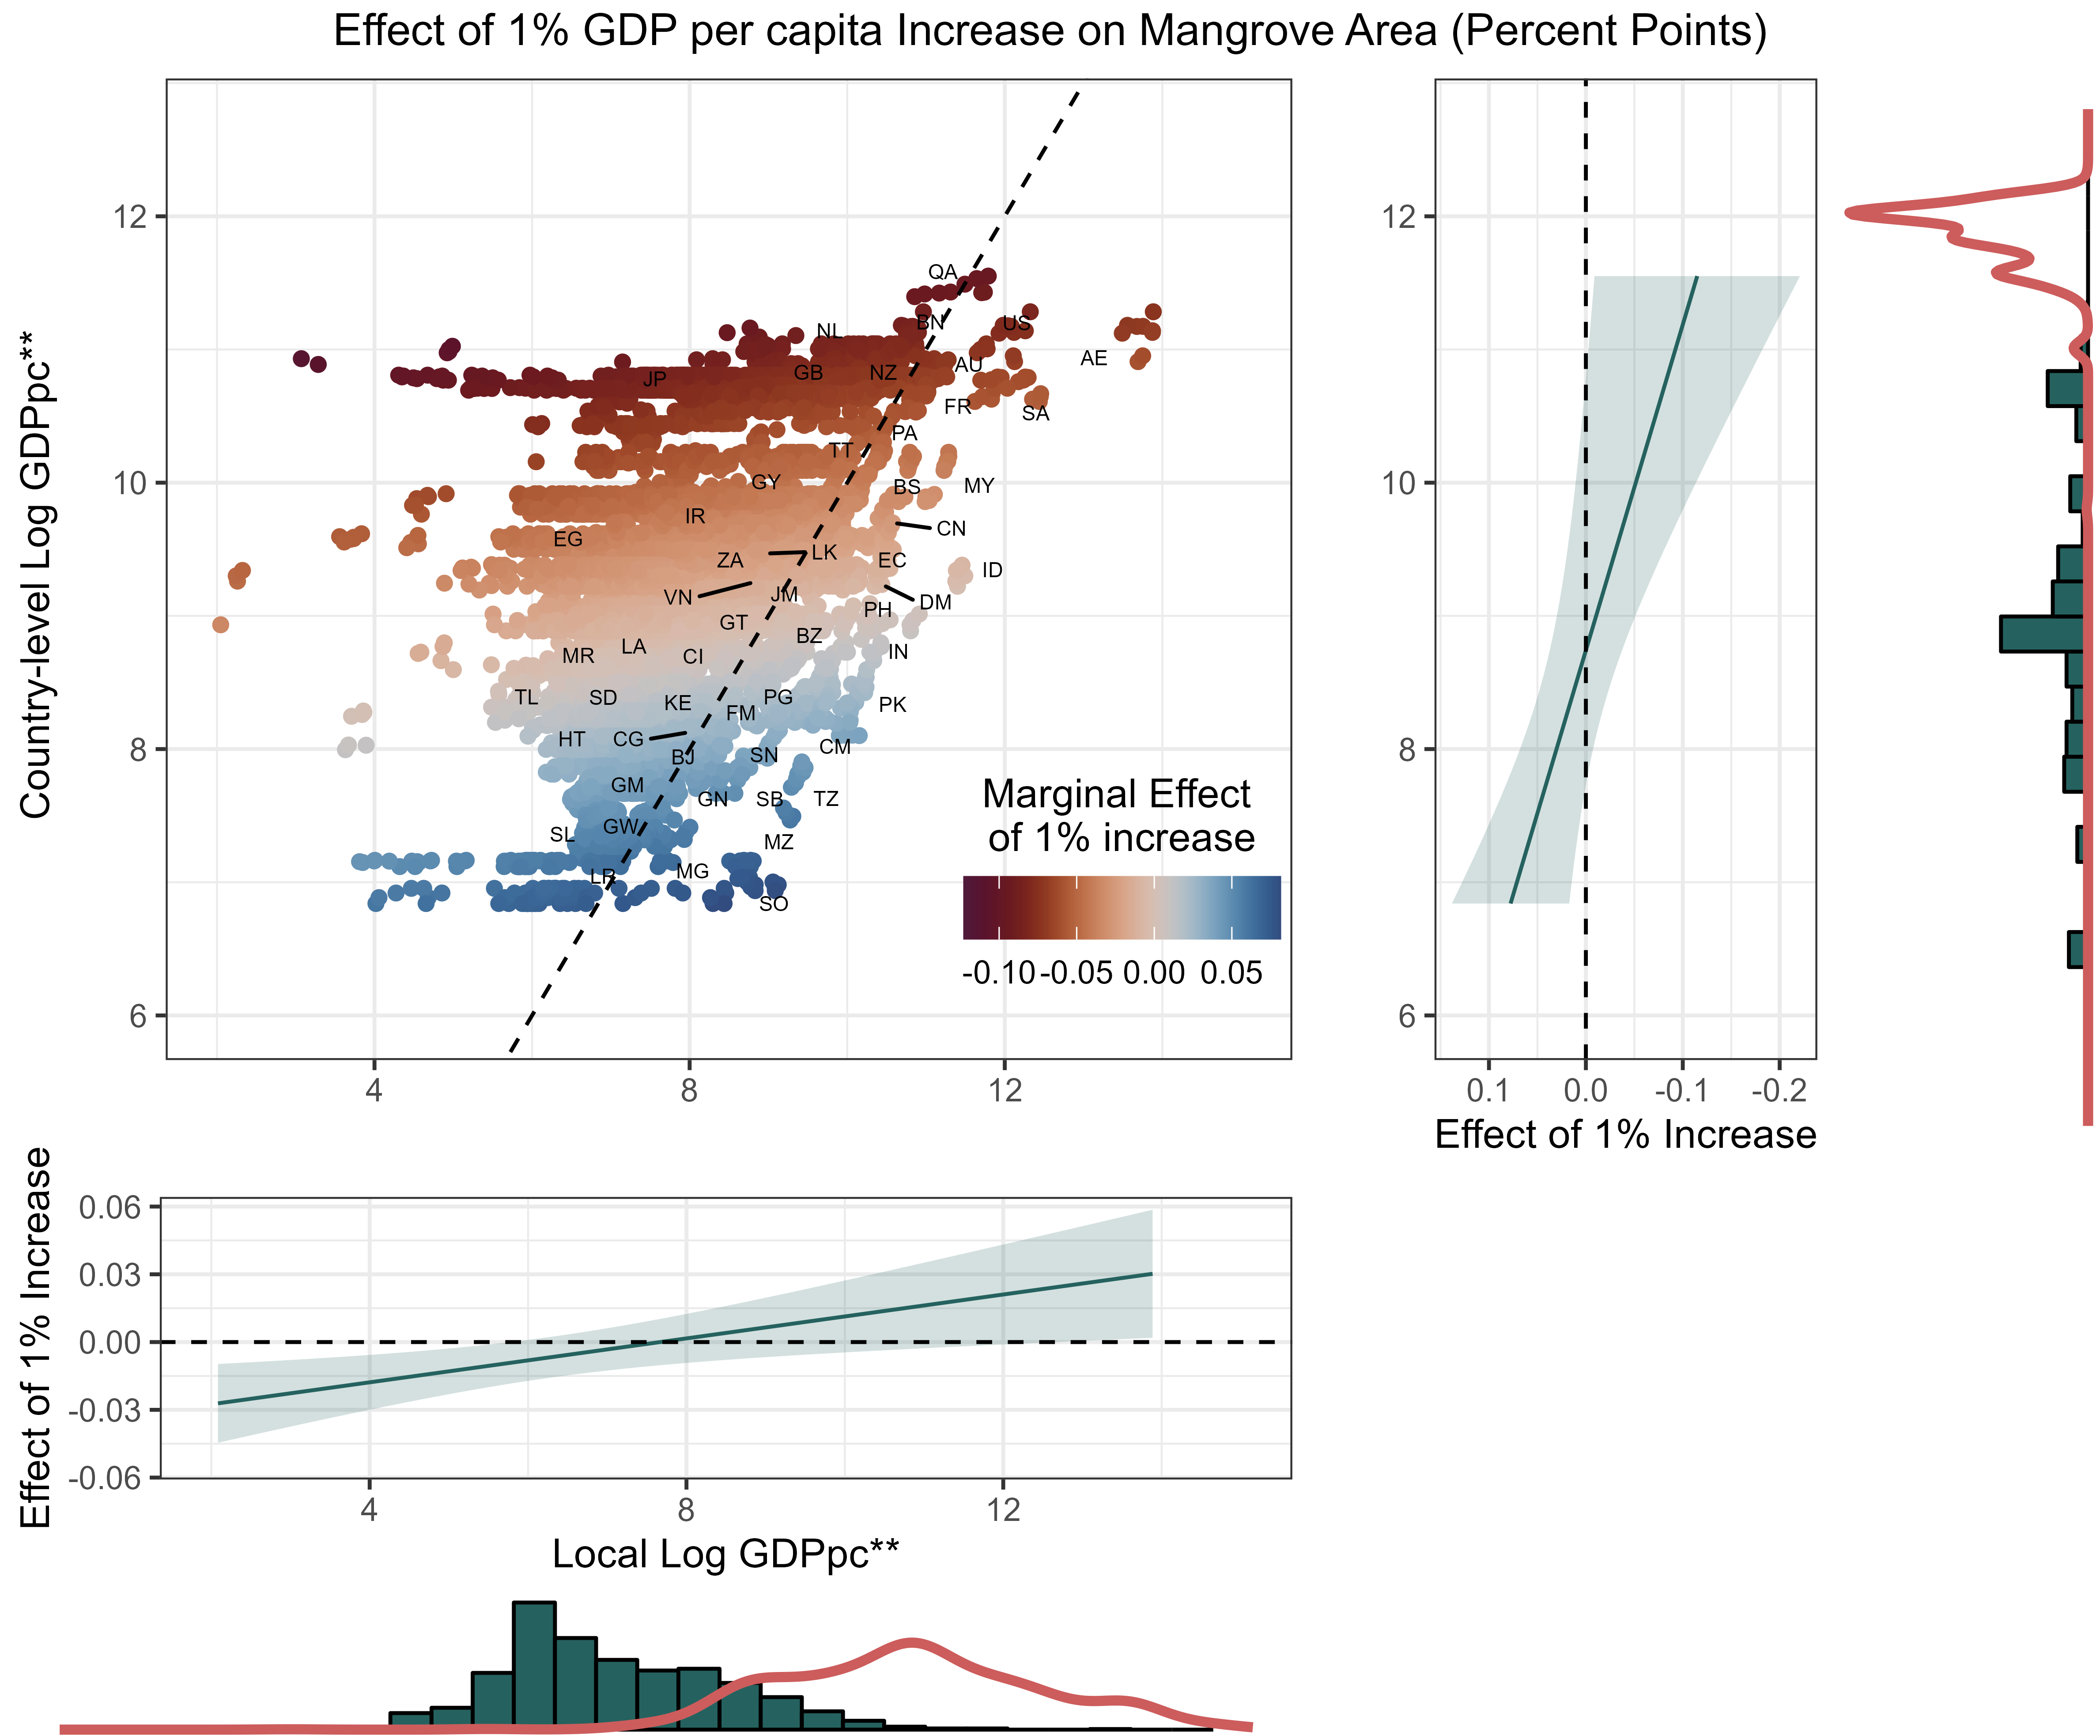 Effect of 1% GDP per capita Increase on Mangrove Area (Percent Points)
Country-level Log GDPpc**
12
10
8
6
4
8
12
QA
NL
BN
US
AE
JP
GB
NZ
AU
FR
SA
PA
TT
GY
BS
MY
IR
CN
EG
ZA
LK
EC
ID
VN
JM
PH
DM
GT
BZ
LA
MR
CI
IN
TL
SD
KE
PG
FM
PK
HT
CG
BJ
SN
CM
GM
GN
SB
TZ
SL
GW
MZ
LR
MG
SO
Marginal Effect
of 1% increase
-0.10 -0.05 0.00 0.05
12
10
8
6
0.1 0.0 -0.1 -0.2
Effect of 1% Increase
Effect of 1% Increase
0.06
0.03
0.00
-0.03
-0.06
4 8 12
Local Log GDPpc**